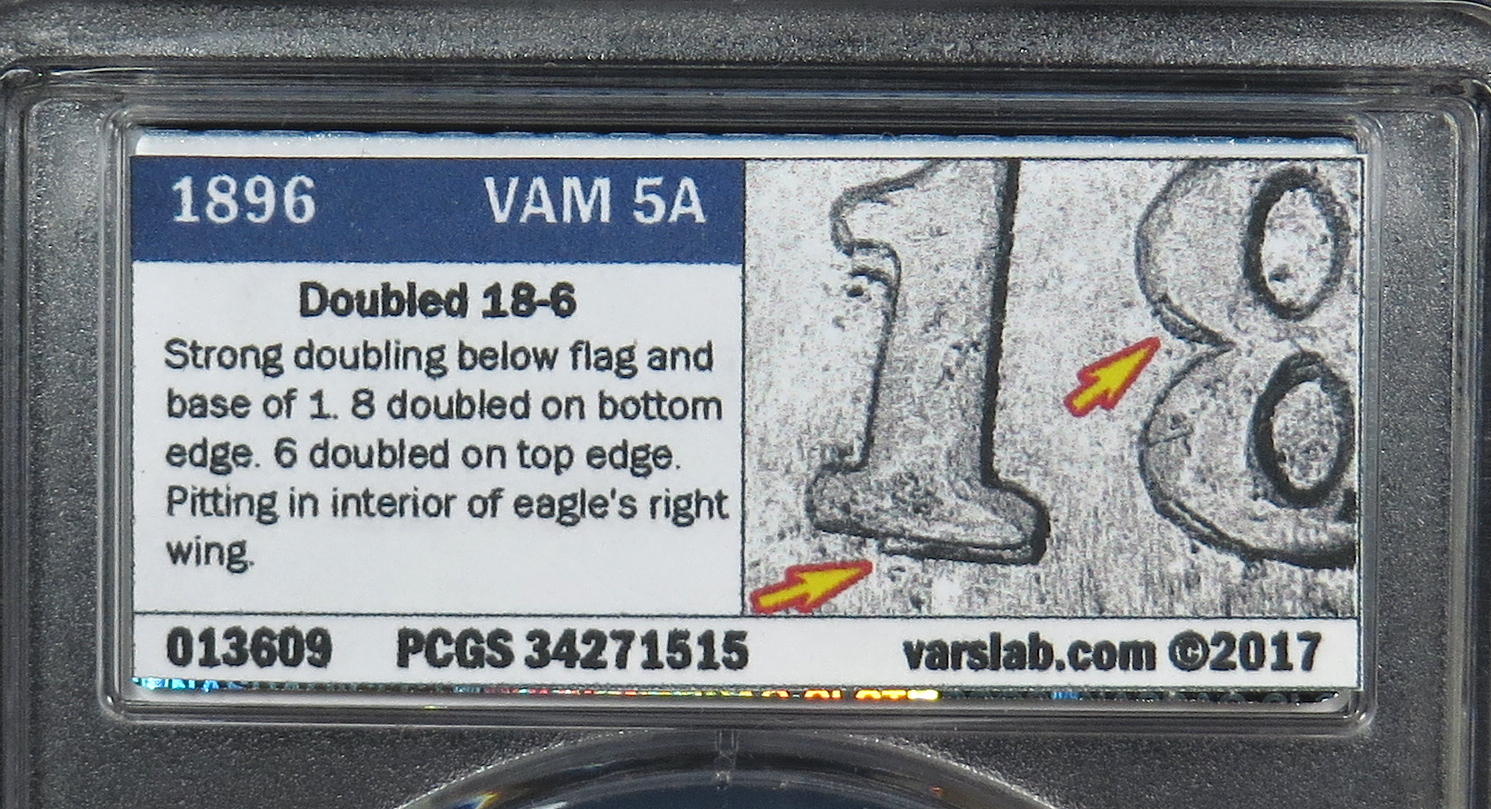 1896 VAM 5A
Doubled 18-6
Strong doubling below flag and
base of 1. 8 doubled on bottom
edge. 6 doubled on top edge.
Pitting in interior of eagle's right
wing.
18
013609 PCGS 34271515 varslab.com ©2017